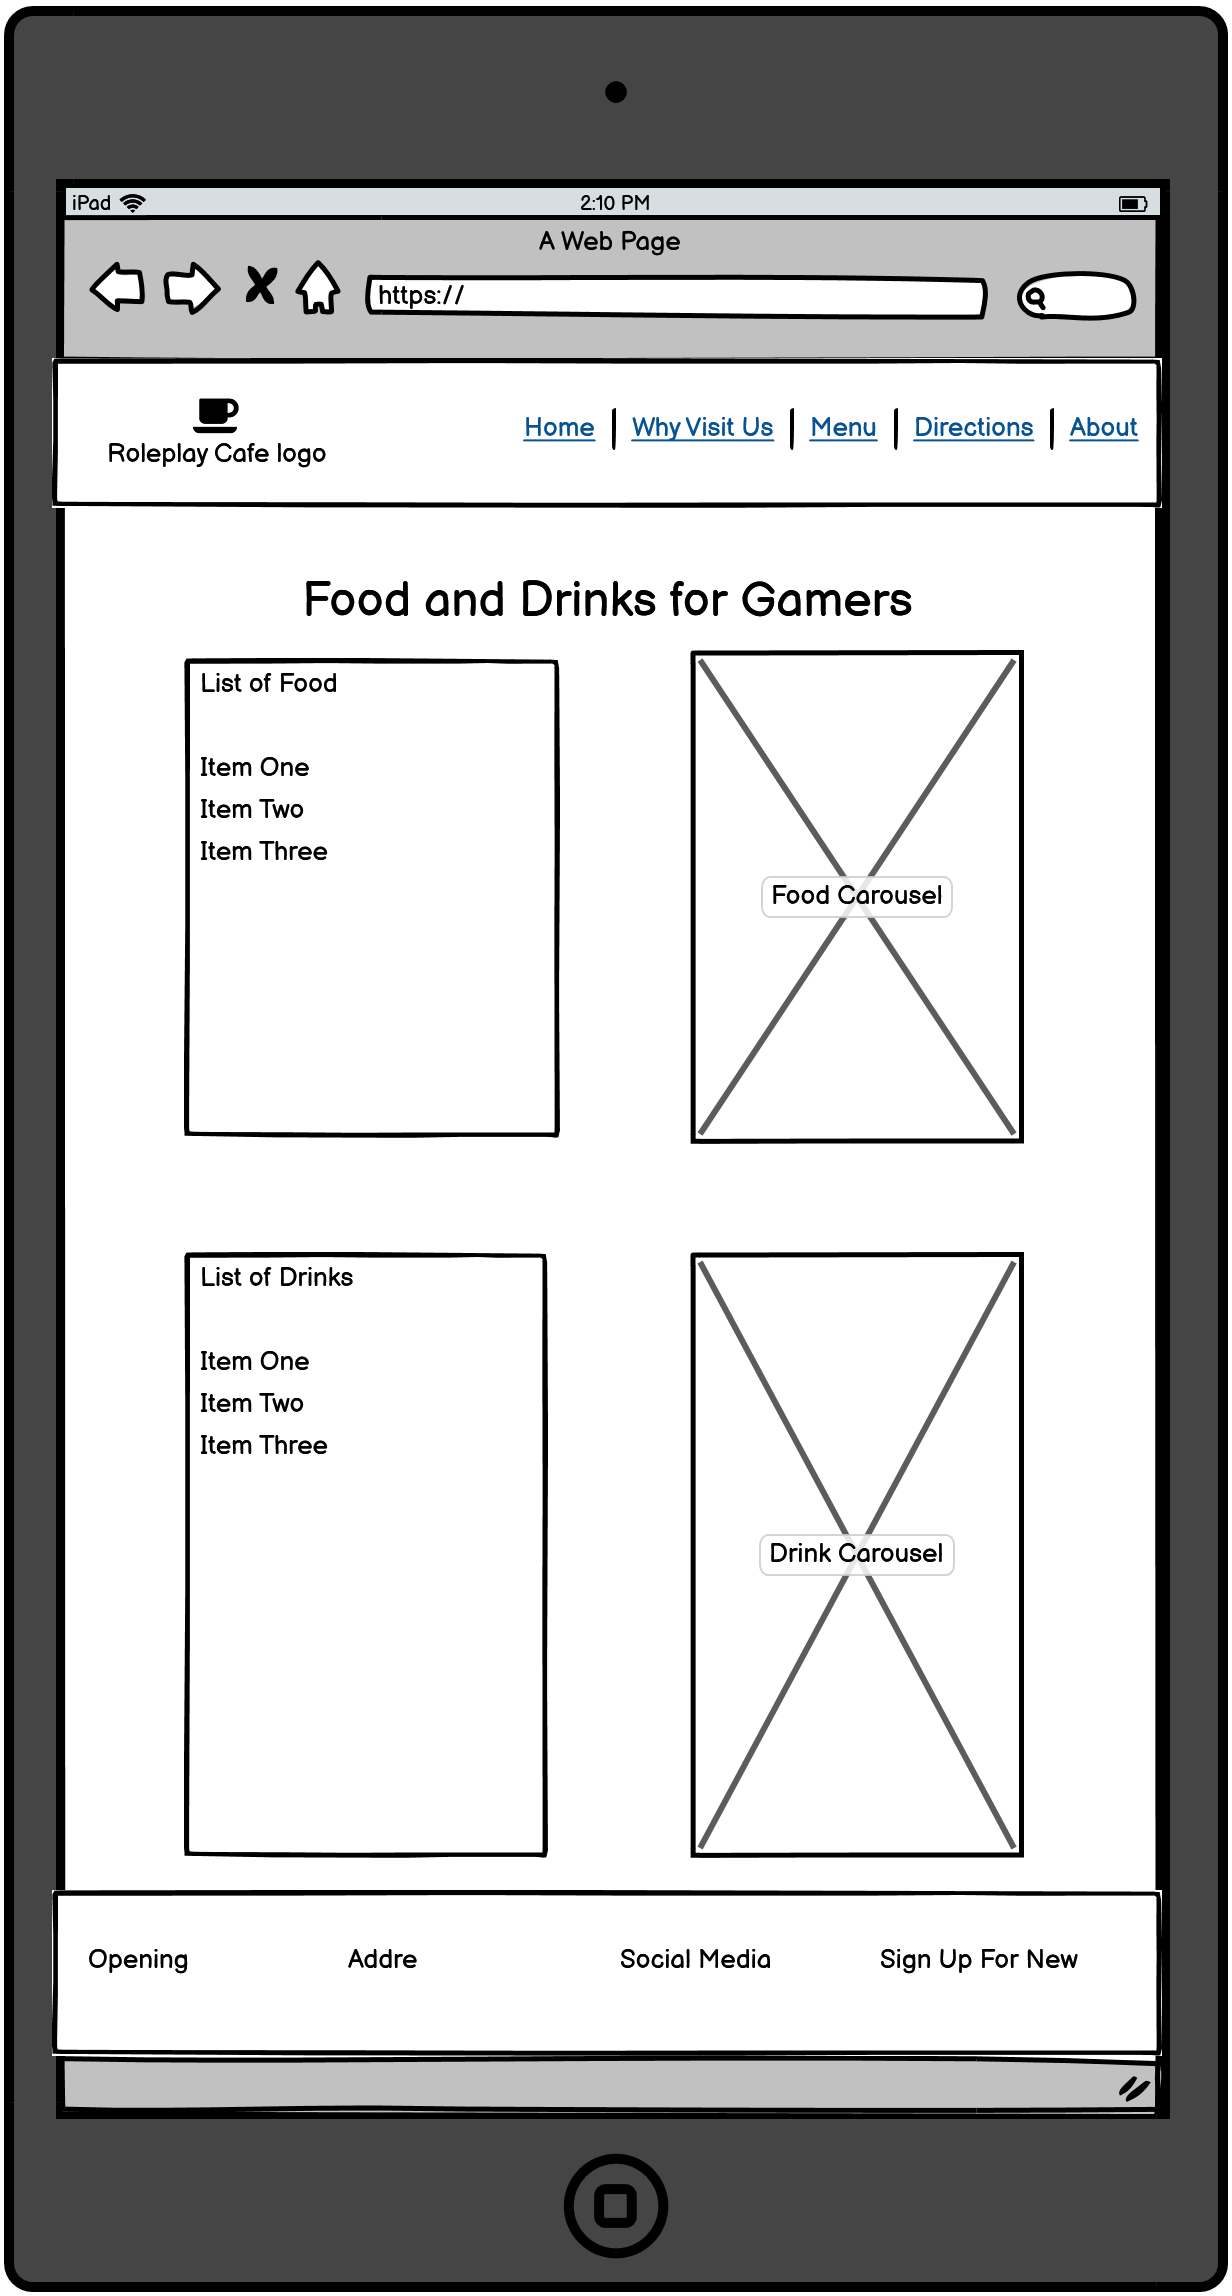 iPad 2:10 PM
A Web Page
https://
Roleplay Cafe logo
Home Why Visit Us Menu Directions About
Food and Drinks for Gamers
List of Food
Item One
Item Two
Item Three
Food Carousel
List of Drinks
Item One
Item Two
Item Three
Drink Carousel
Opening Addre Social Media Sign Up For New